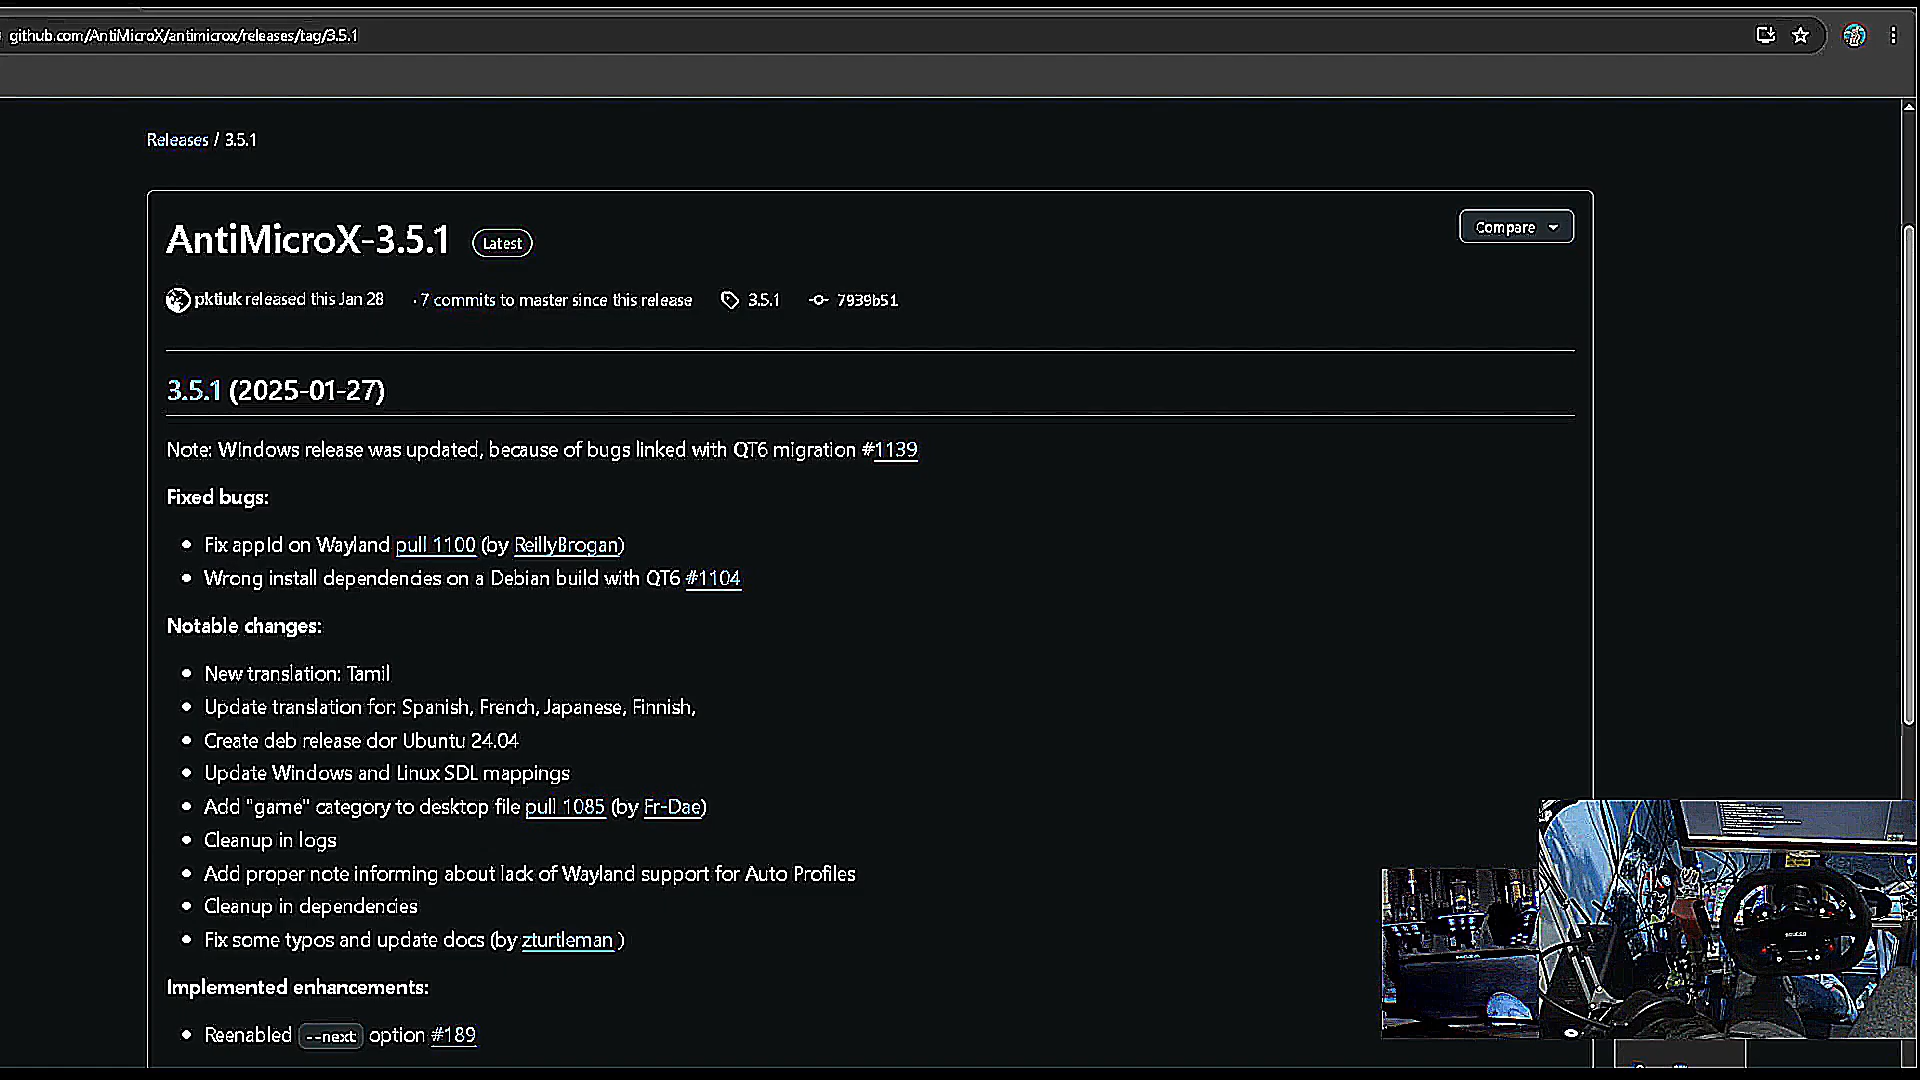 github.com/AntiMicroX/antimicrox/releases/tag/3.5.1
Releases / 3.5.1
AntiMicroX-3.5.1 Latest
Compare
pktiuk released this Jan 28 · 7 commits to master since this release 3.5.1 7939b51
3.5.1 (2025-01-27)
Note: Windows release was updated, because of bugs linked with QT6 migration #1139
Fixed bugs:
Fix appId on Wayland pull 1100 (by ReillyBrogan)
Wrong install dependencies on a Debian build with QT6 #1104
Notable changes:
New translation: Tamil
Update translation for: Spanish, French, Japanese, Finnish,
Create deb release dor Ubuntu 24.04
Update Windows and Linux SDL mappings
Add "game" category to desktop file pull 1085 (by Fr-Dae)
Cleanup in logs
Add proper note informing about lack of Wayland support for Auto Profiles
Cleanup in dependencies
Fix some typos and update docs (by zturtleman )
Implemented enhancements:
Reenabled --next option #189